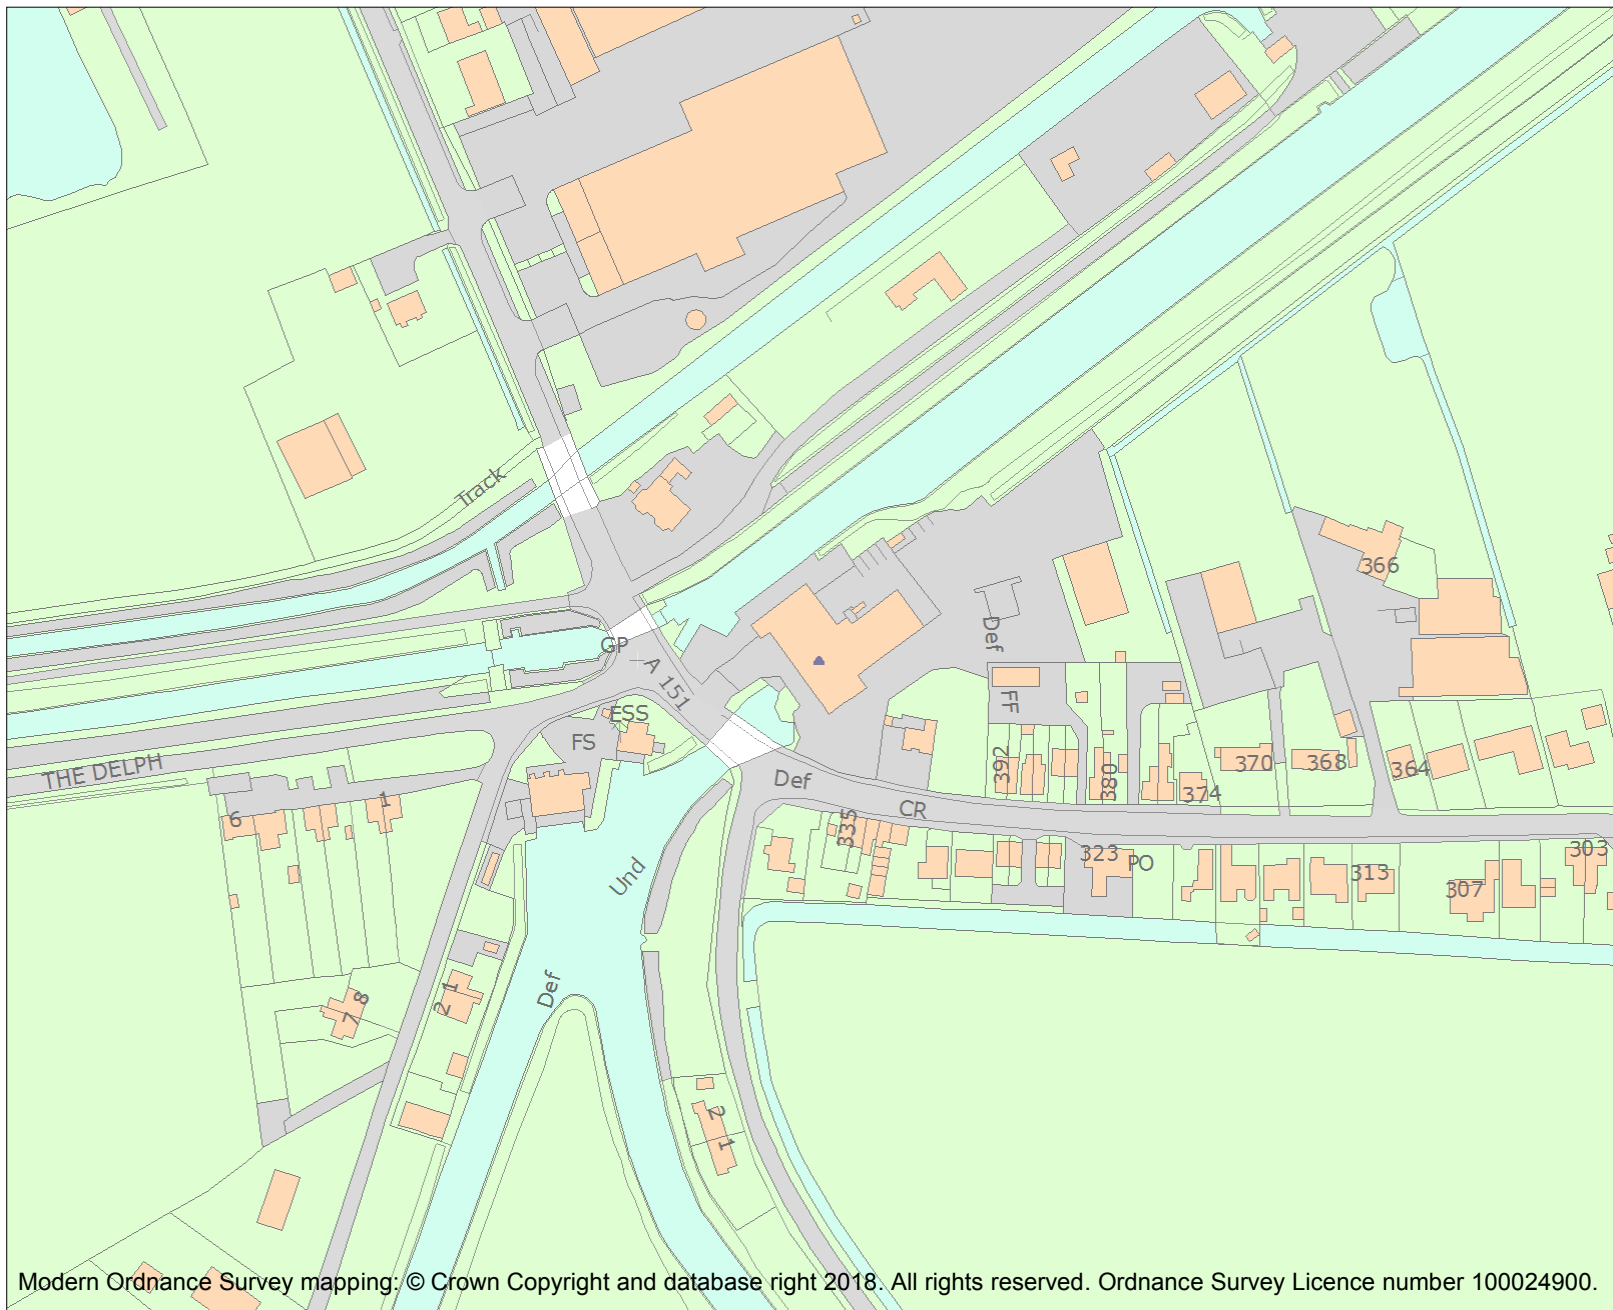 Track
366
Def
GP
A 151
FF
ESS
FS
THE DELPH
392
380
370
368
364
374
Def
CR
1
6
335
323
PO
313
303
307
Und
Def
2 1
8
7
2
1
Modern Ordnance Survey mapping: © Crown Copyright and database right 2018. All rights reserved. Ordnance Survey Licence number 100024900.